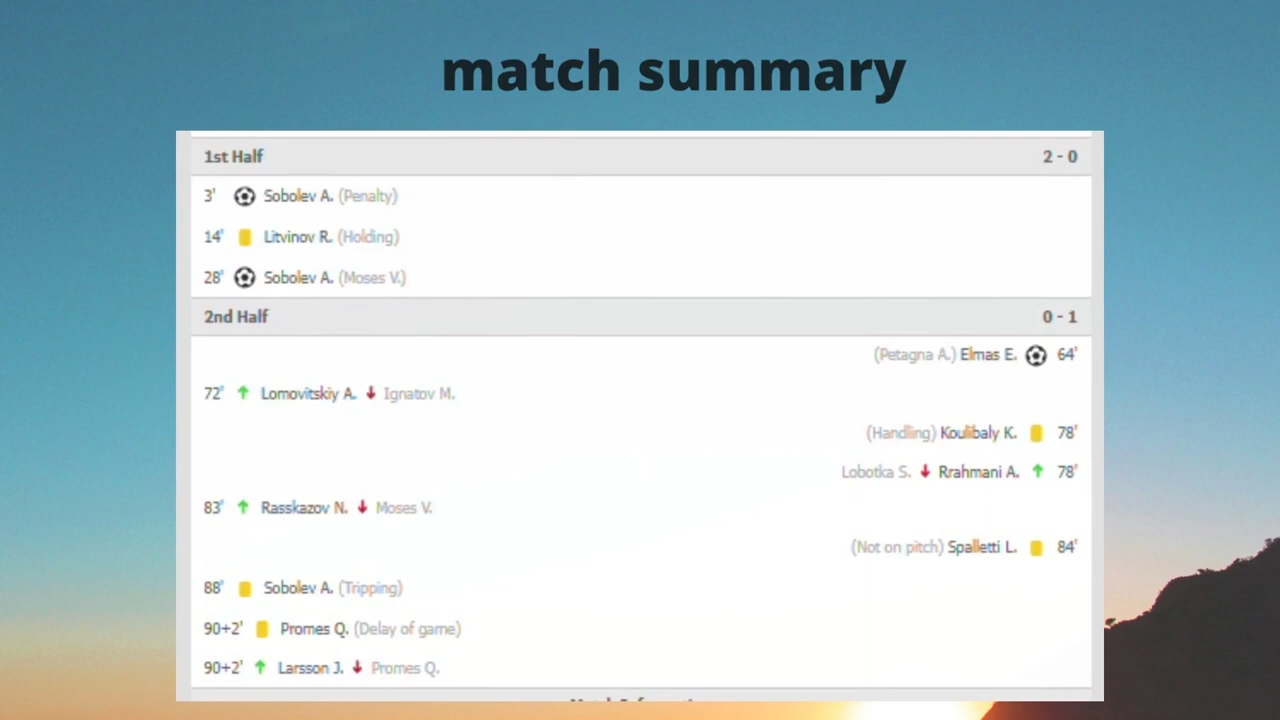 match summary
1st Half 2 - 0
3' Sobolev A. (Penalty)
14' Litvinov R. (Holding)
28' Sobolev A. (Moses V.)
2nd Half 0 - 1
(Petagna A.) Elmas E. 64'
72' Lomovitskiy A. Ignatov M.
(Handling) Koulibaly K. 78'
Lobotka S. Rrahmani A. 78'
83' Rasskazov N. Moses V.
(Not on pitch) Spalletti L. 84'
88' Sobolev A. (Tripping)
90+2' Promes Q. (Delay of game)
90+2' Larsson J. Promes Q.